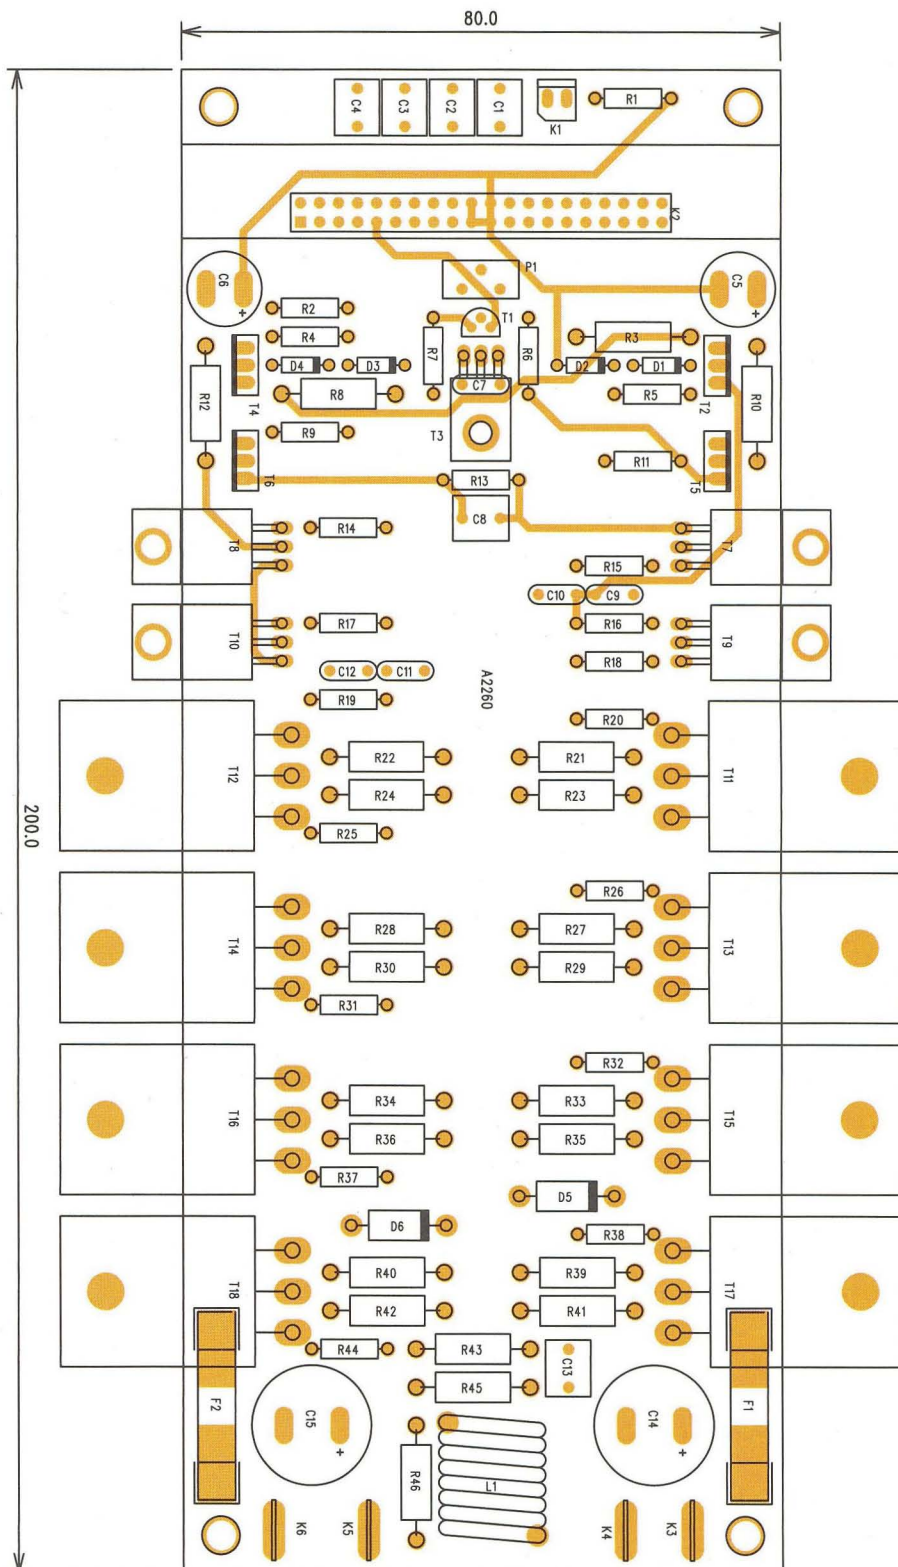 80.0
C4 C3 C2 C1 K1 R1
K2
C6 P1 C5
R2 T1
R4 R7 R6 R3
D4 D3 C7 D2 D1
R12 T4 R8 R5 T2 R10
R9 T3
T6 R13 R11 T5
T8 R14 C8 T7
R15
C10 C9
T10 R17 R16 T9
C12 C11 R18
R19 A2260
R20
T12 R22 R21 T11
R24 R23
R25
200.0
R26
T14 R28 R27 T13
R30 R29
R31
R32
T16 R34 R33 T15
R36 R35
R37
D5
D6 R38
T18 R40 R39 T17
R42 R41
R44 R43 C13
R45
F2 C15 + C14 + F1
R46 L1
K6 K5 K4 K3